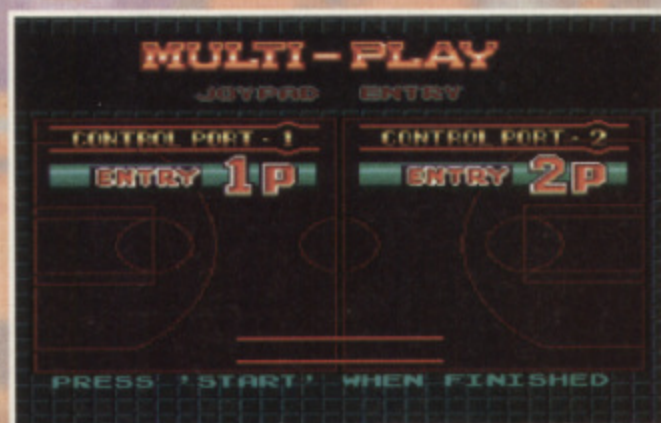 MULTI-PLAY
JOYPAD ENTRY
CONTROL PORT-1 CONTROL PORT-2
ENTRY 1P ENTRY 2P
PRESS 'START' WHEN FINISHED